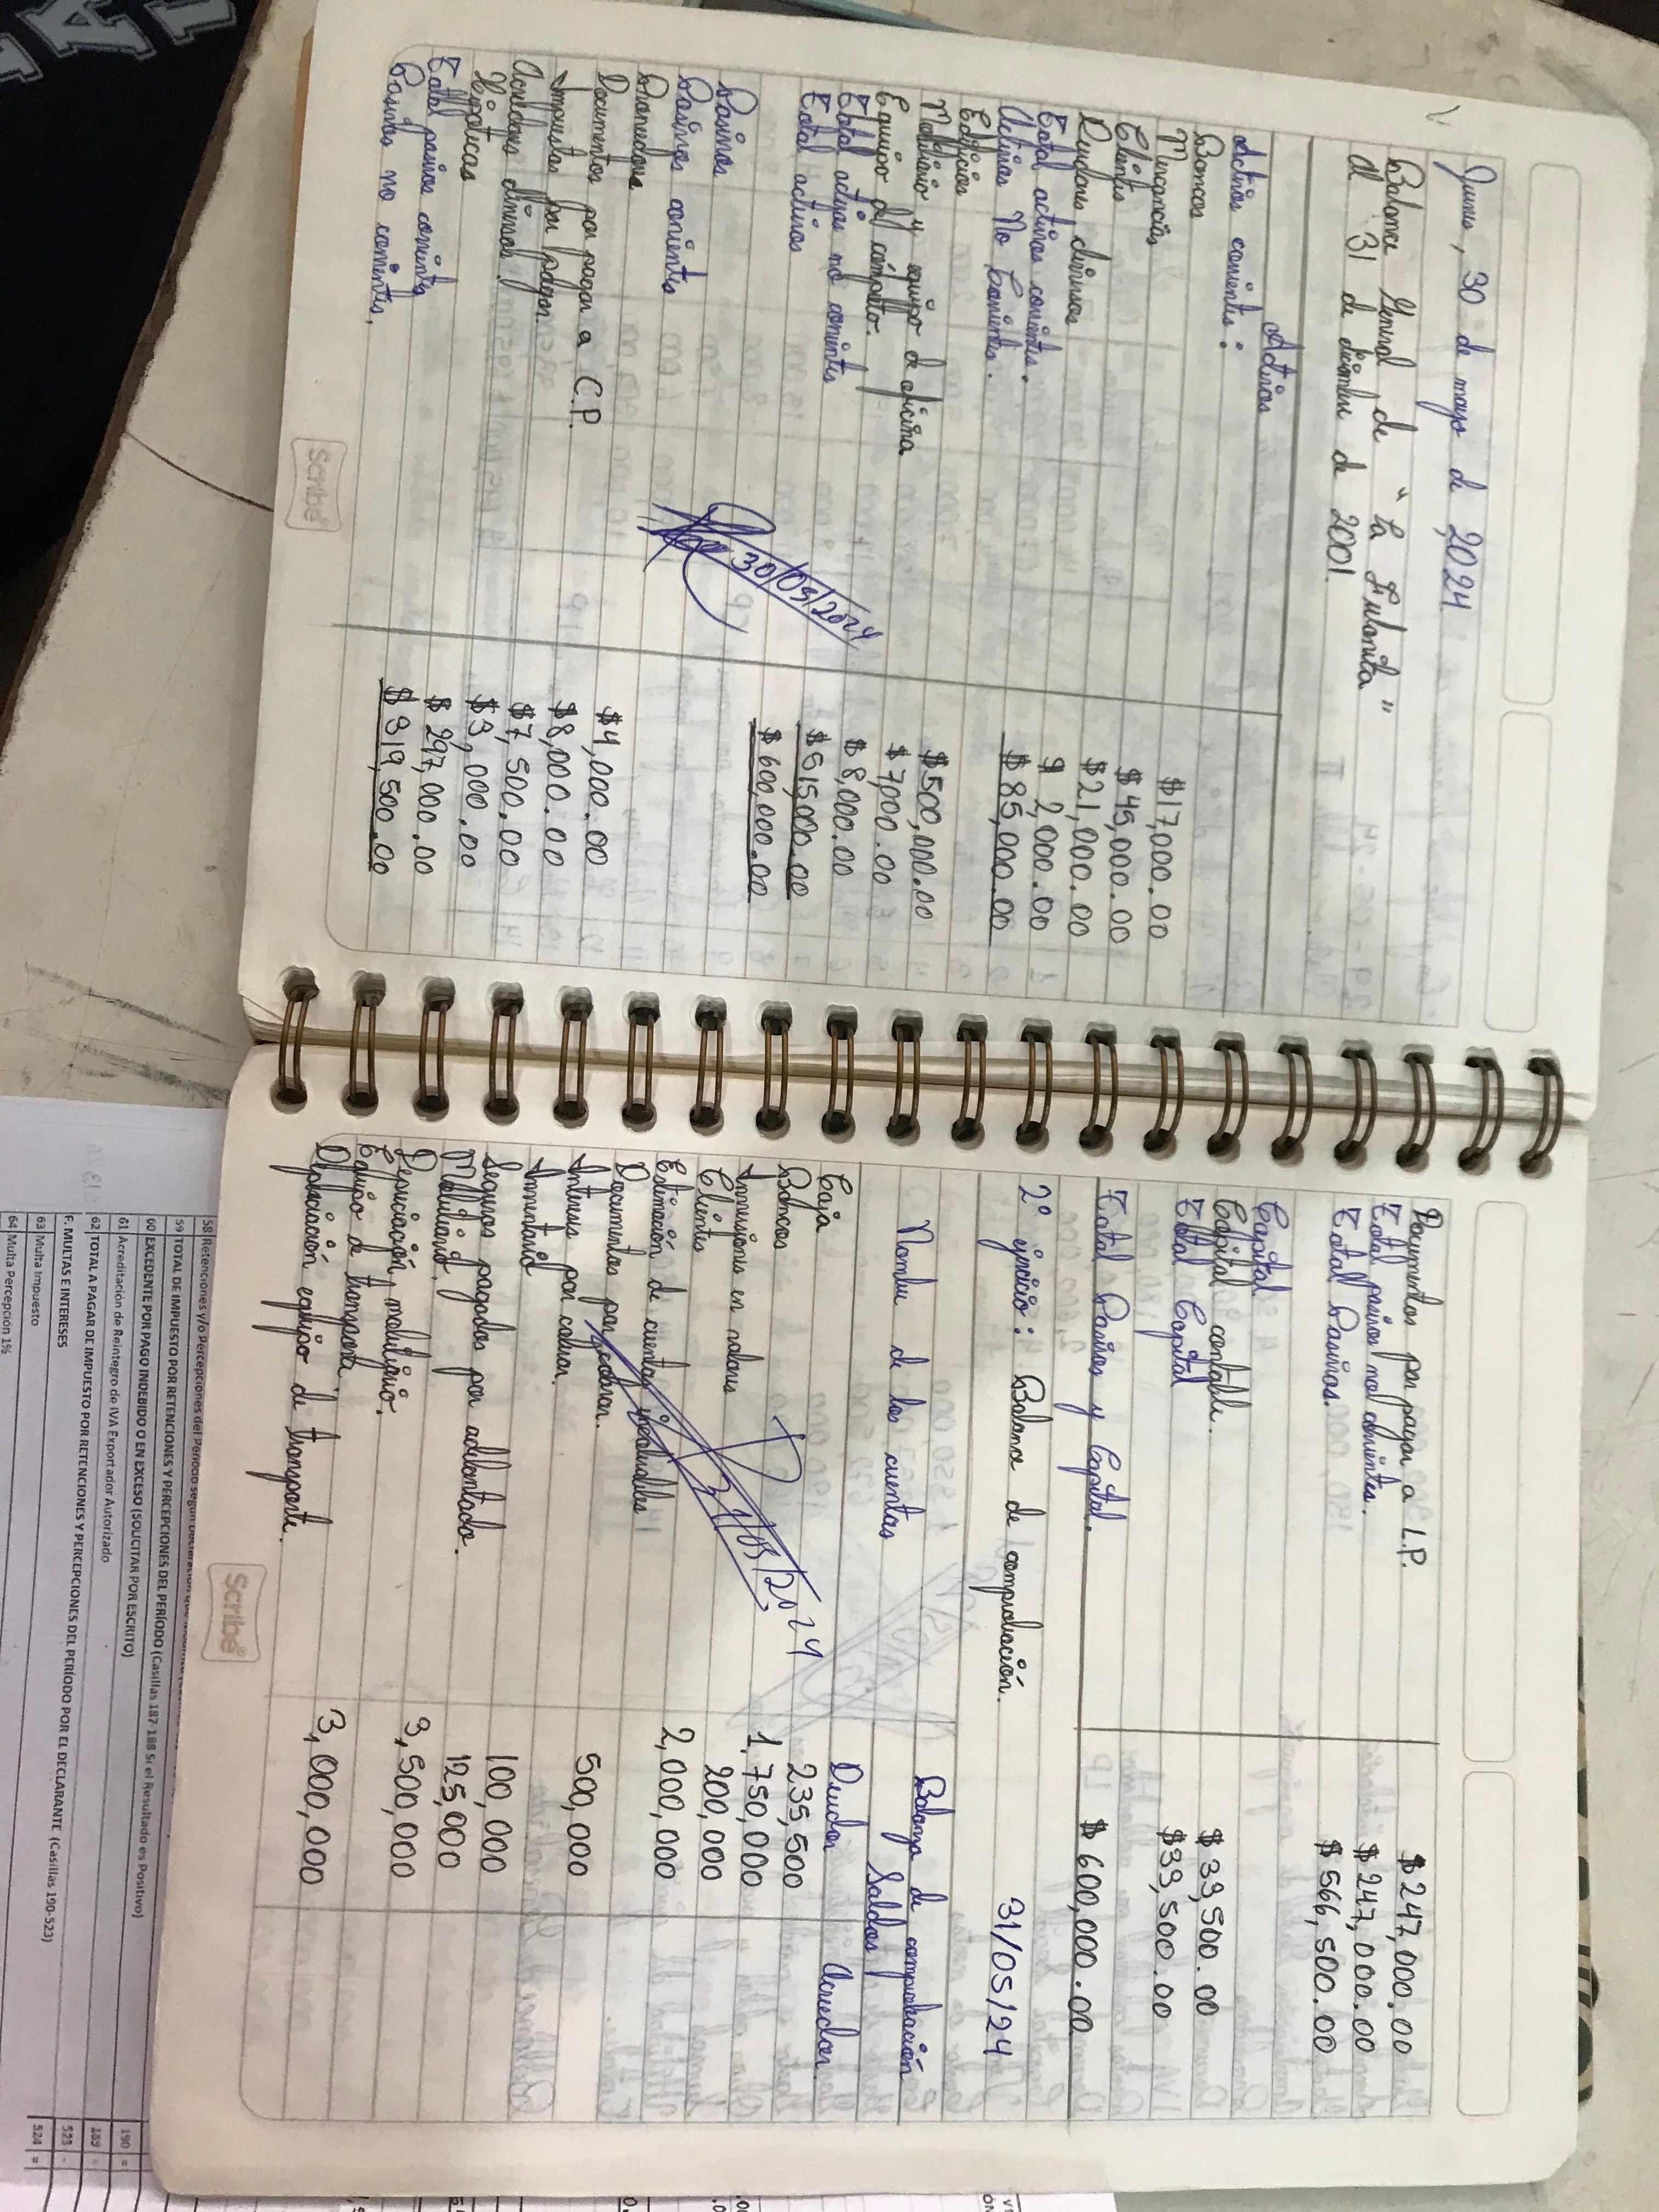 Jueves, 30 de mayo de 2024
Balance General de "La Zulemita"
al 31 de diciembre de 2001.
Activos
Activos corrientes:
Bancos $17,000.00
Mercancías $45,000.00
Clientes $21,000.00
Deudores diversos $2,000.00
Total activos corrientes. $85,000.00
Activos No Corrientes.
Edificios $500,000.00
Mobiliario y equipo de oficina $7,000.00
Equipo de cómputo. $8,000.00
Total activos no corrientes $515,000.00
Total activos $600,000.00
Pasivos
Pasivos corrientes
Proveedores $4,000.00
Documentos por pagar a C.P. $8,000.00
Impuestos por pagar. $7,500.00
Acreedores diversos. $3,000.00
Hipotecas $297,000.00
Total pasivos corrientes $319,500.00
Pasivos no corrientes.
30/05/2024
Scribe
Documentos por pagar a L.P. $247,000.00
Total pasivos no corrientes. $247,000.00
Total Pasivos. $566,500.00
Capital
Capital contable. $33,500.00
Total Capital $33,500.00
Total Pasivos y Capital. $600,000.00
2º ejercicio: Balance de comprobación. 31/05/24
Nombre de las cuentas Balanza de comprobación
Saldos
Deudor Acreedor
Caja 235,500
Bancos 1,750,000
Inversiones en valores 200,000
Clientes 2,000,000
Estimación de cuentas incobrables
Documentos por cobrar. 500,000
Intereses por cobrar.
Inventario 100,000
Seguros pagados por adelantado. 125,000
Mobiliario. 3,500,000
Depreciación mobiliario.
Equipo de transporte. 3,000,000
Depreciación equipo de transporte.
31/05/2024
Scribe
58 Retenciones y/o Percepciones del Período según
59 TOTAL DE IMPUESTO POR RETENCIONES Y PERCEPCIONES DEL PERÍODO (Casillas 187-188 Si el Resultado es Positivo)
60 EXCEDENTE POR PAGO INDEBIDO O EN EXCESO (SOLICITAR POR ESCRITO)
61 Acreditación de Reintegro de IVA Exportador Autorizado 190 =
62 TOTAL A PAGAR DE IMPUESTO POR RETENCIONES Y PERCEPCIONES DEL PERÍODO POR EL DECLARANTE (Casillas 190-523) 189 -
F. MULTAS E INTERESES 523 -
63 Multa Impuesto 524 =
64 Multa Percepción 1%